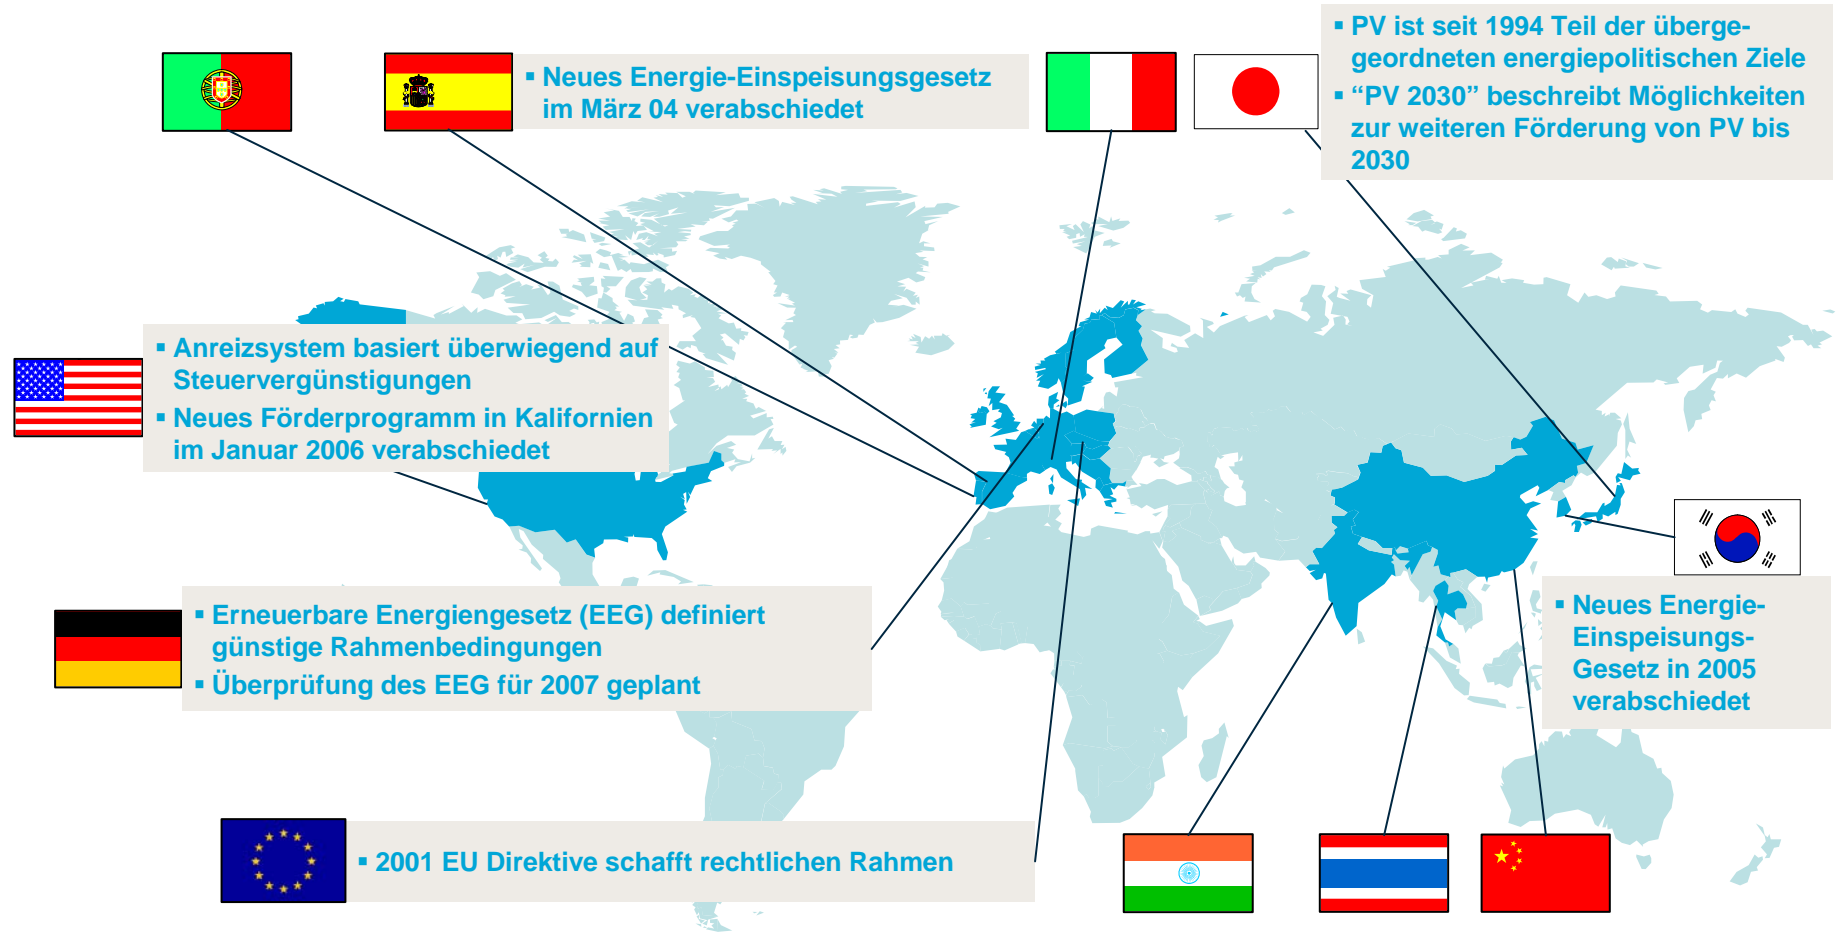 ▪ Neues Energie-Einspeisungsgesetz
im März 04 verabschiedet
▪ PV ist seit 1994 Teil der überge-
geordneten energiepolitischen Ziele
▪ “PV 2030” beschreibt Möglichkeiten
zur weiteren Förderung von PV bis
2030
▪ Anreizsystem basiert überwiegend auf
Steuervergünstigungen
▪ Neues Förderprogramm in Kalifornien
im Januar 2006 verabschiedet
▪ Erneuerbare Energiengesetz (EEG) definiert
günstige Rahmenbedingungen
▪ Überprüfung des EEG für 2007 geplant
▪ Neues Energie-
Einspeisungs-
Gesetz in 2005
verabschiedet
▪ 2001 EU Direktive schafft rechtlichen Rahmen